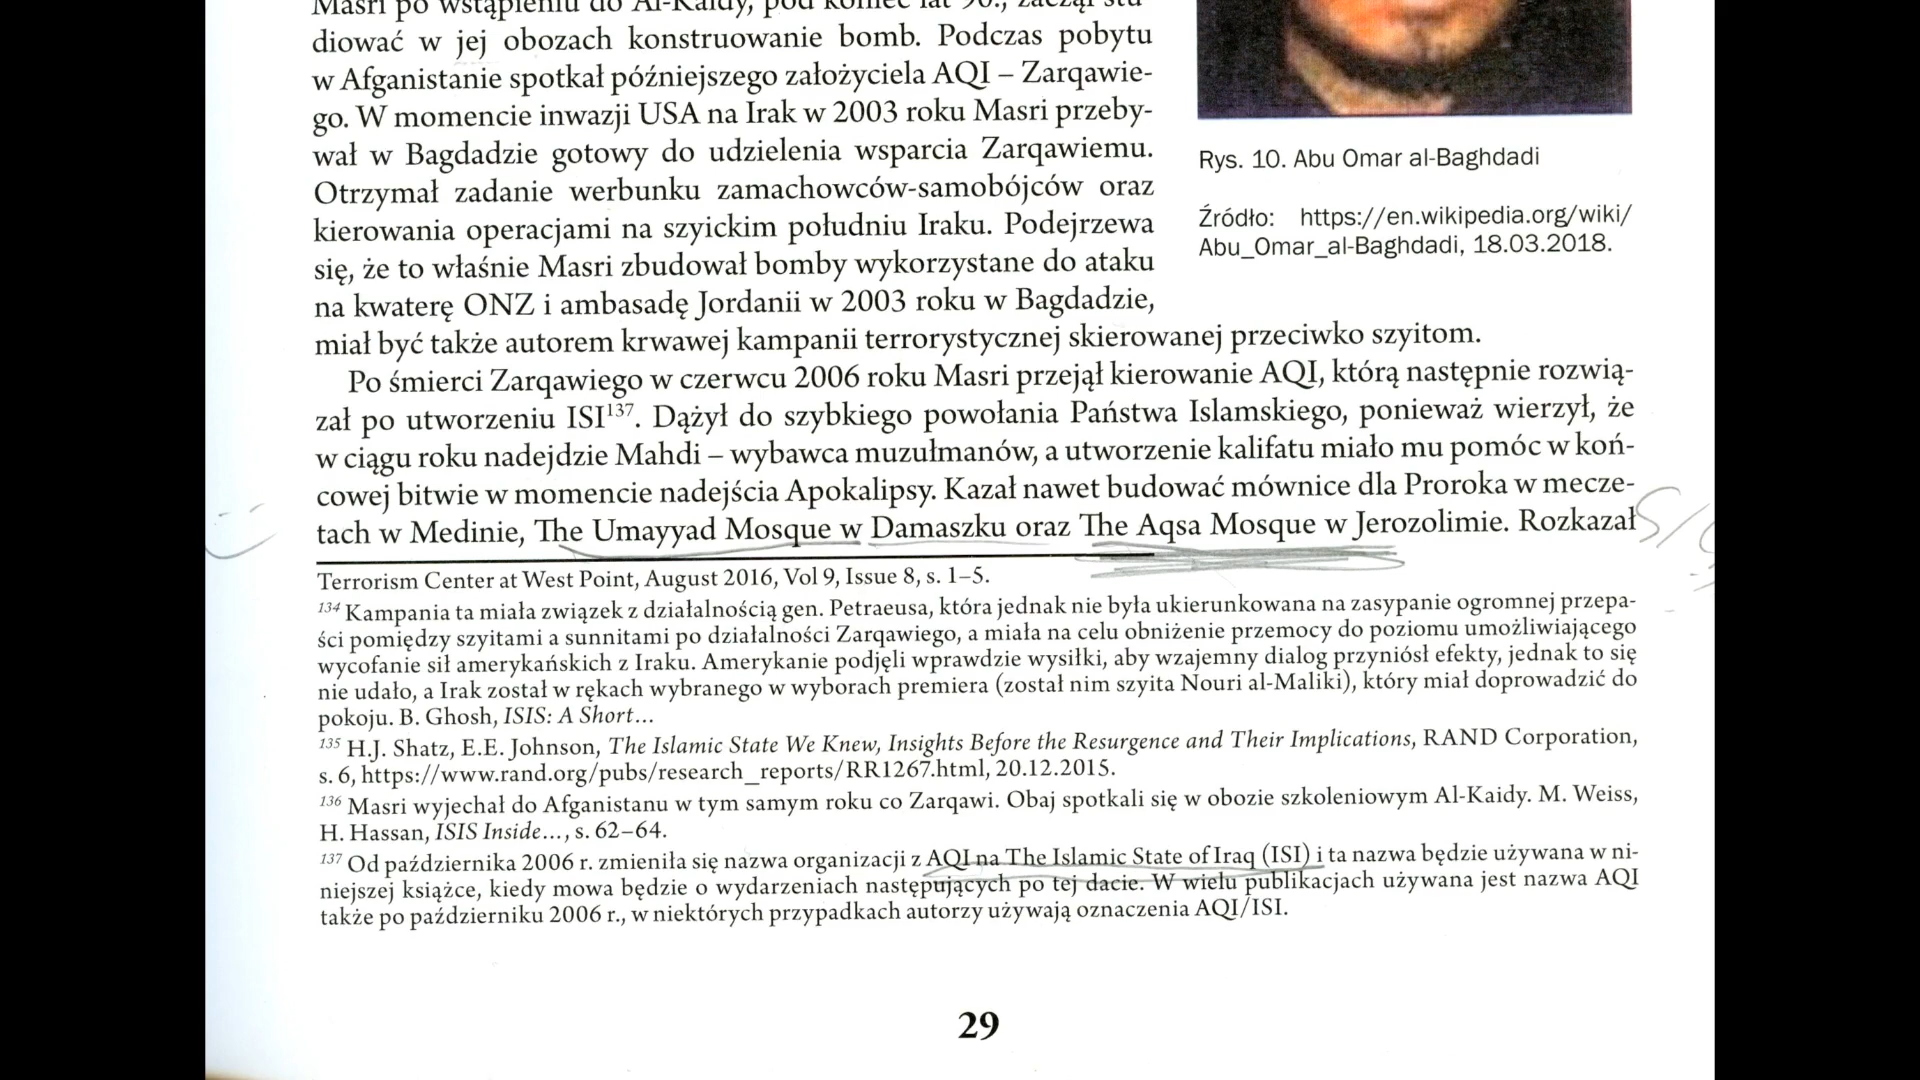 Masri po wstąpieniu do Al-Kaidy, pod koniec lat 90., zaczął stu-
diować w jej obozach konstruowanie bomb. Podczas pobytu
w Afganistanie spotkał późniejszego założyciela AQI – Zarqawie-
go. W momencie inwazji USA na Irak w 2003 roku Masri przeby-
wał w Bagdadzie gotowy do udzielenia wsparcia Zarqawiemu.
Otrzymał zadanie werbunku zamachowców-samobójców oraz
kierowania operacjami na szyickim południu Iraku. Podejrzewa
się, że to właśnie Masri zbudował bomby wykorzystane do ataku
na kwaterę ONZ i ambasadę Jordanii w 2003 roku w Bagdadzie,
miał być także autorem krwawej kampanii terrorystycznej skierowanej przeciwko szyitom.
Rys. 10. Abu Omar al-Baghdadi
Źródło: https://en.wikipedia.org/wiki/
Abu_Omar_al-Baghdadi, 18.03.2018.
Po śmierci Zarqawiego w czerwcu 2006 roku Masri przejął kierowanie AQI, którą następnie rozwią-
zał po utworzeniu ISI¹³⁷. Dążył do szybkiego powołania Państwa Islamskiego, ponieważ wierzył, że
w ciągu roku nadejdzie Mahdi – wybawca muzułmanów, a utworzenie kalifatu miało mu pomóc w koń-
cowej bitwie w momencie nadejścia Apokalipsy. Kazał nawet budować mównice dla Proroka w mecze-
tach w Medinie, The Umayyad Mosque w Damaszku oraz The Aqsa Mosque w Jerozolimie. Rozkazał
Terrorism Center at West Point, August 2016, Vol 9, Issue 8, s. 1–5.
¹³⁴ Kampania ta miała związek z działalnością gen. Petraeusa, która jednak nie była ukierunkowana na zasypanie ogromnej przepa-
ści pomiędzy szyitami a sunnitami po działalności Zarqawiego, a miała na celu obniżenie przemocy do poziomu umożliwiającego
wycofanie sił amerykańskich z Iraku. Amerykanie podjęli wprawdzie wysiłki, aby wzajemny dialog przyniósł efekty, jednak to się
nie udało, a Irak został w rękach wybranego w wyborach premiera (został nim szyita Nouri al-Maliki), który miał doprowadzić do
pokoju. B. Ghosh, ISIS: A Short…
¹³⁵ H.J. Shatz, E.E. Johnson, The Islamic State We Knew, Insights Before the Resurgence and Their Implications, RAND Corporation,
s. 6, https://www.rand.org/pubs/research_reports/RR1267.html, 20.12.2015.
¹³⁶ Masri wyjechał do Afganistanu w tym samym roku co Zarqawi. Obaj spotkali się w obozie szkoleniowym Al-Kaidy. M. Weiss,
H. Hassan, ISIS Inside…, s. 62–64.
¹³⁷ Od października 2006 r. zmieniła się nazwa organizacji z AQI na The Islamic State of Iraq (ISI) i ta nazwa będzie używana w ni-
niejszej książce, kiedy mowa będzie o wydarzeniach następujących po tej dacie. W wielu publikacjach używana jest nazwa AQI
także po październiku 2006 r., w niektórych przypadkach autorzy używają oznaczenia AQI/ISI.
29